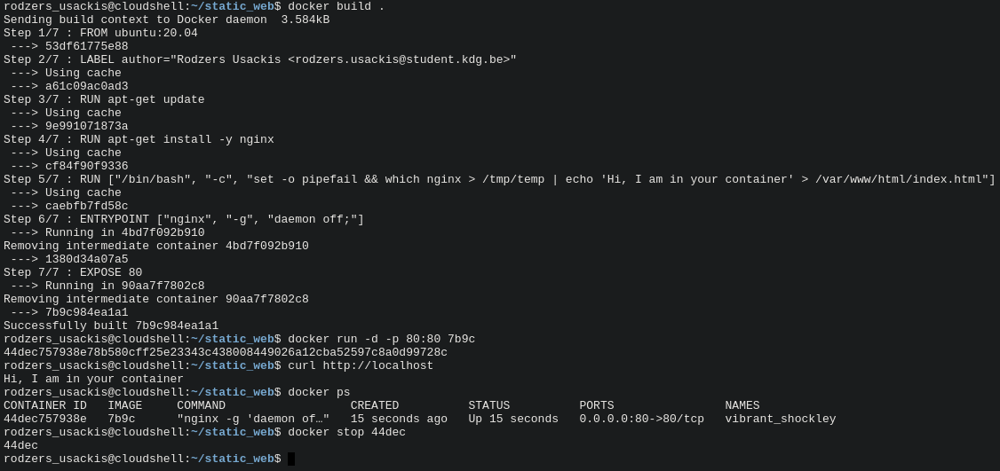 rodzers_usackis@cloudshell:~/static_web$ docker build .
Sending build context to Docker daemon  3.584kB
Step 1/7 : FROM ubuntu:20.04
 ---> 53df61775e88
Step 2/7 : LABEL author="Rodzers Usackis <rodzers.usackis@student.kdg.be>"
 ---> Using cache
 ---> a61c09ac0ad3
Step 3/7 : RUN apt-get update
 ---> Using cache
 ---> 9e991071873a
Step 4/7 : RUN apt-get install -y nginx
 ---> Using cache
 ---> cf84f90f9336
Step 5/7 : RUN ["/bin/bash", "-c", "set -o pipefail && which nginx > /tmp/temp | echo 'Hi, I am in your container' > /var/www/html/index.html"]
 ---> Using cache
 ---> caebfb7fd58c
Step 6/7 : ENTRYPOINT ["nginx", "-g", "daemon off;"]
 ---> Running in 4bd7f092b910
Removing intermediate container 4bd7f092b910
 ---> 1380d34a07a5
Step 7/7 : EXPOSE 80
 ---> Running in 90aa7f7802c8
Removing intermediate container 90aa7f7802c8
 ---> 7b9c984ea1a1
Successfully built 7b9c984ea1a1
rodzers_usackis@cloudshell:~/static_web$ docker run -d -p 80:80 7b9c
44dec757938e78b580cff25e23343c438008449026a12cba52597c8a0d99728c
rodzers_usackis@cloudshell:~/static_web$ curl http://localhost
Hi, I am in your container
rodzers_usackis@cloudshell:~/static_web$ docker ps
CONTAINER ID   IMAGE     COMMAND                  CREATED          STATUS          PORTS                NAMES
44dec757938e   7b9c      "nginx -g 'daemon of…"   15 seconds ago   Up 15 seconds   0.0.0.0:80->80/tcp   vibrant_shockley
rodzers_usackis@cloudshell:~/static_web$ docker stop 44dec
44dec
rodzers_usackis@cloudshell:~/static_web$